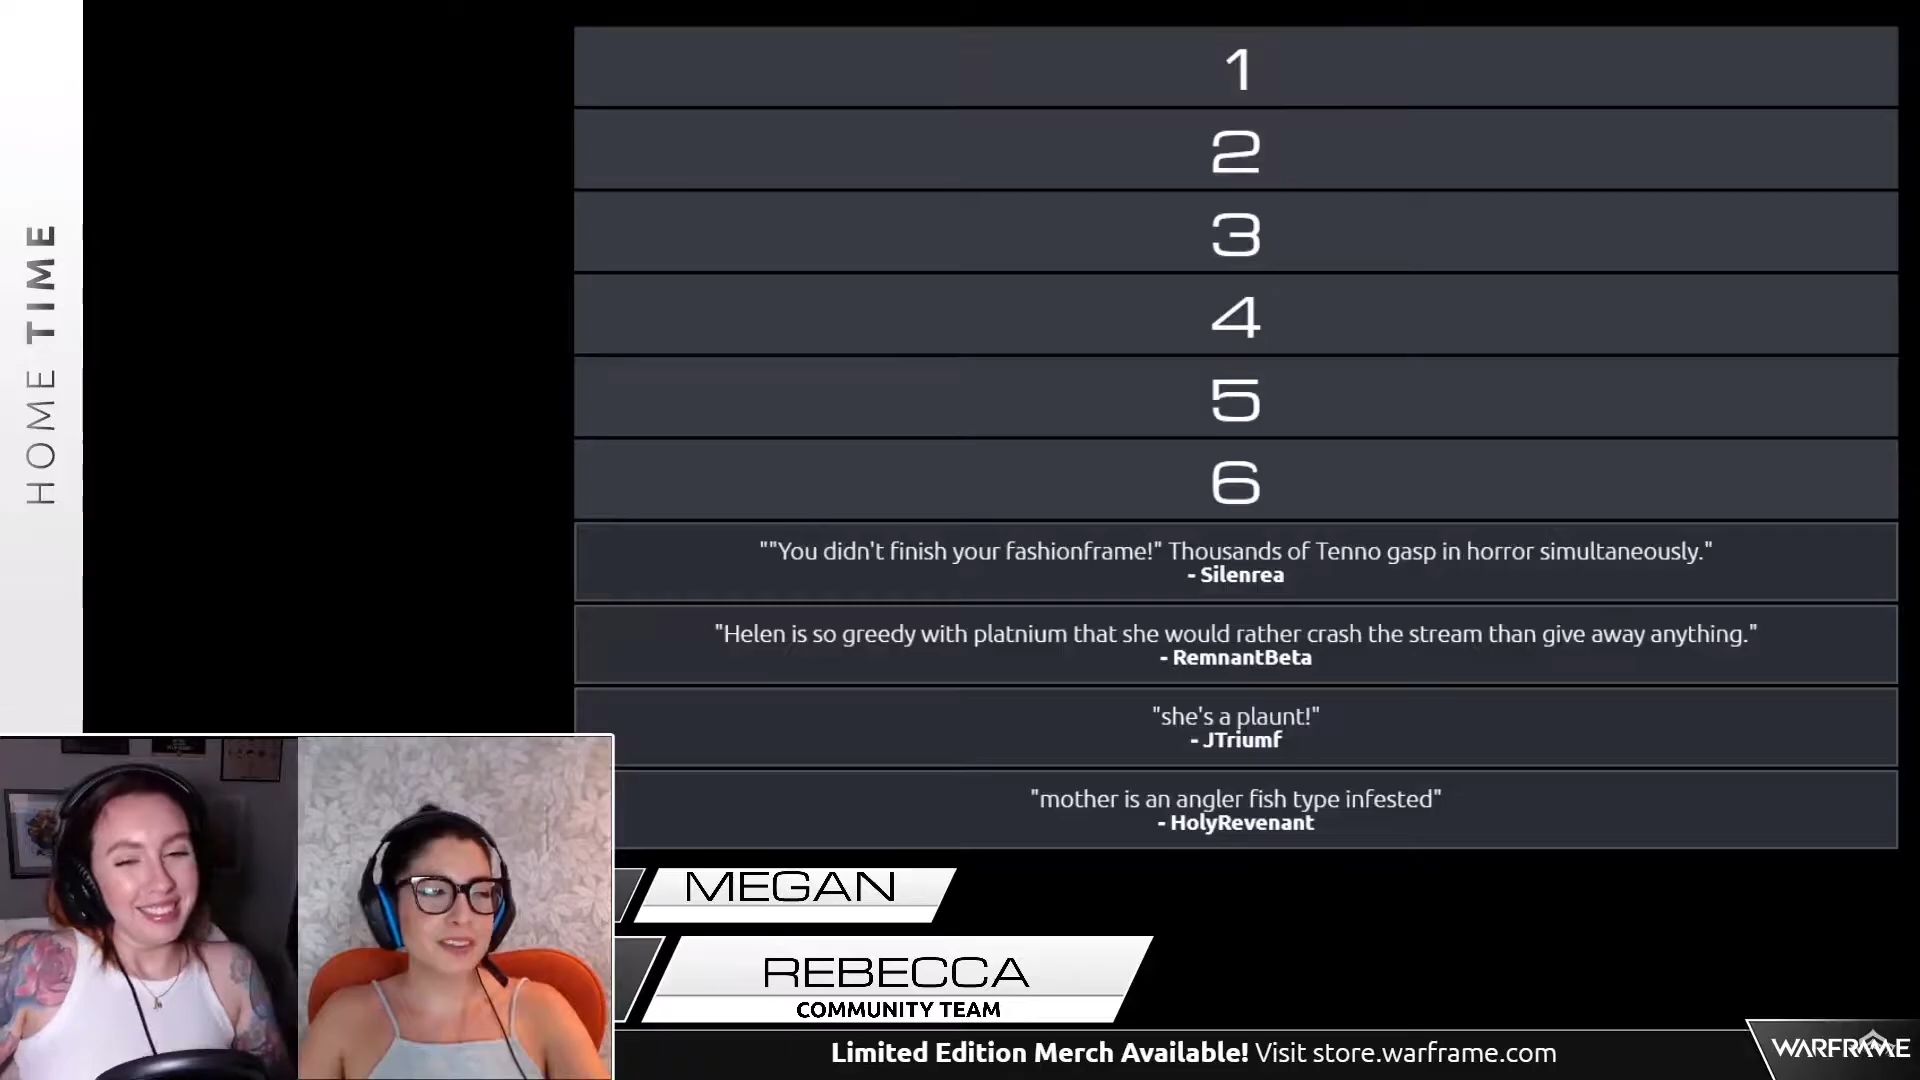 HOME TIME
1
2
3
4
5
6
""You didn't finish your fashionframe!" Thousands of Tenno gasp in horror simultaneously."
- Silenrea
"Helen is so greedy with platnium that she would rather crash the stream than give away anything."
- RemnantBeta
"she's a plaunt!"
- JTriumf
"mother is an angler fish type infested"
- HolyRevenant
MEGAN
REBECCA
COMMUNITY TEAM
Limited Edition Merch Available! Visit store.warframe.com
WARFRAME